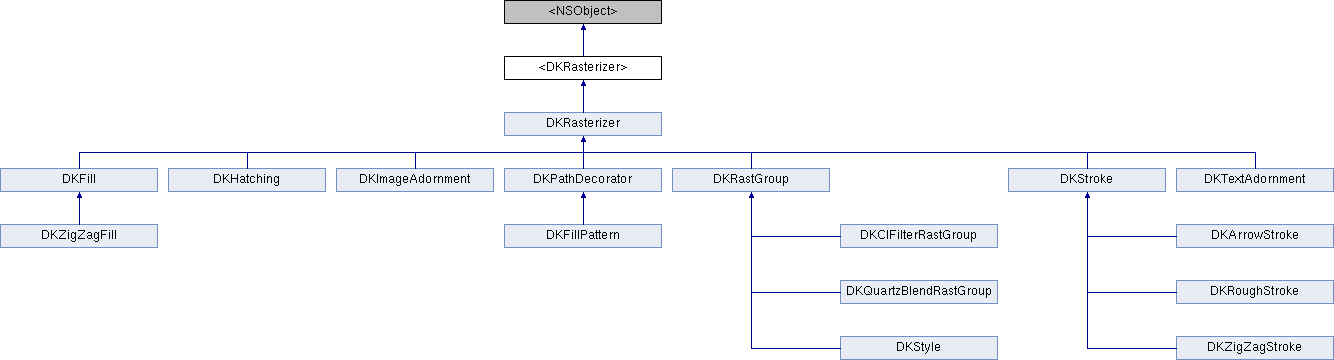 <NSObject>
<DKRasterizer>
DKRasterizer
DKFill
DKHatching
DKImageAdornment
DKPathDecorator
DKRastGroup
DKStroke
DKTextAdornment
DKZigZagFill
DKFillPattern
DKCIFilterRastGroup
DKArrowStroke
DKQuartzBlendRastGroup
DKRoughStroke
DKStyle
DKZigZagStroke